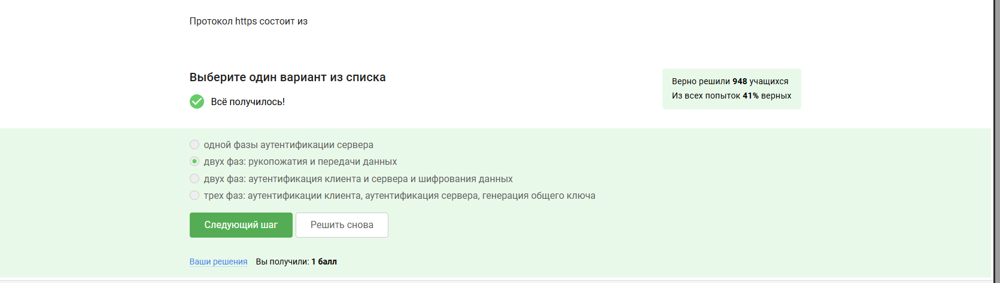 Протокол https состоит из
Выберите один вариант из списка
Всё получилось!
Верно решили 948 учащихся
Из всех попыток 41% верных
одной фазы аутентификации сервера
двух фаз: рукопожатия и передачи данных
двух фаз: аутентификация клиента и сервера и шифрования данных
трех фаз: аутентификации клиента, аутентификация сервера, генерация общего ключа
Следующий шаг Решить снова
Ваши решения Вы получили: 1 балл